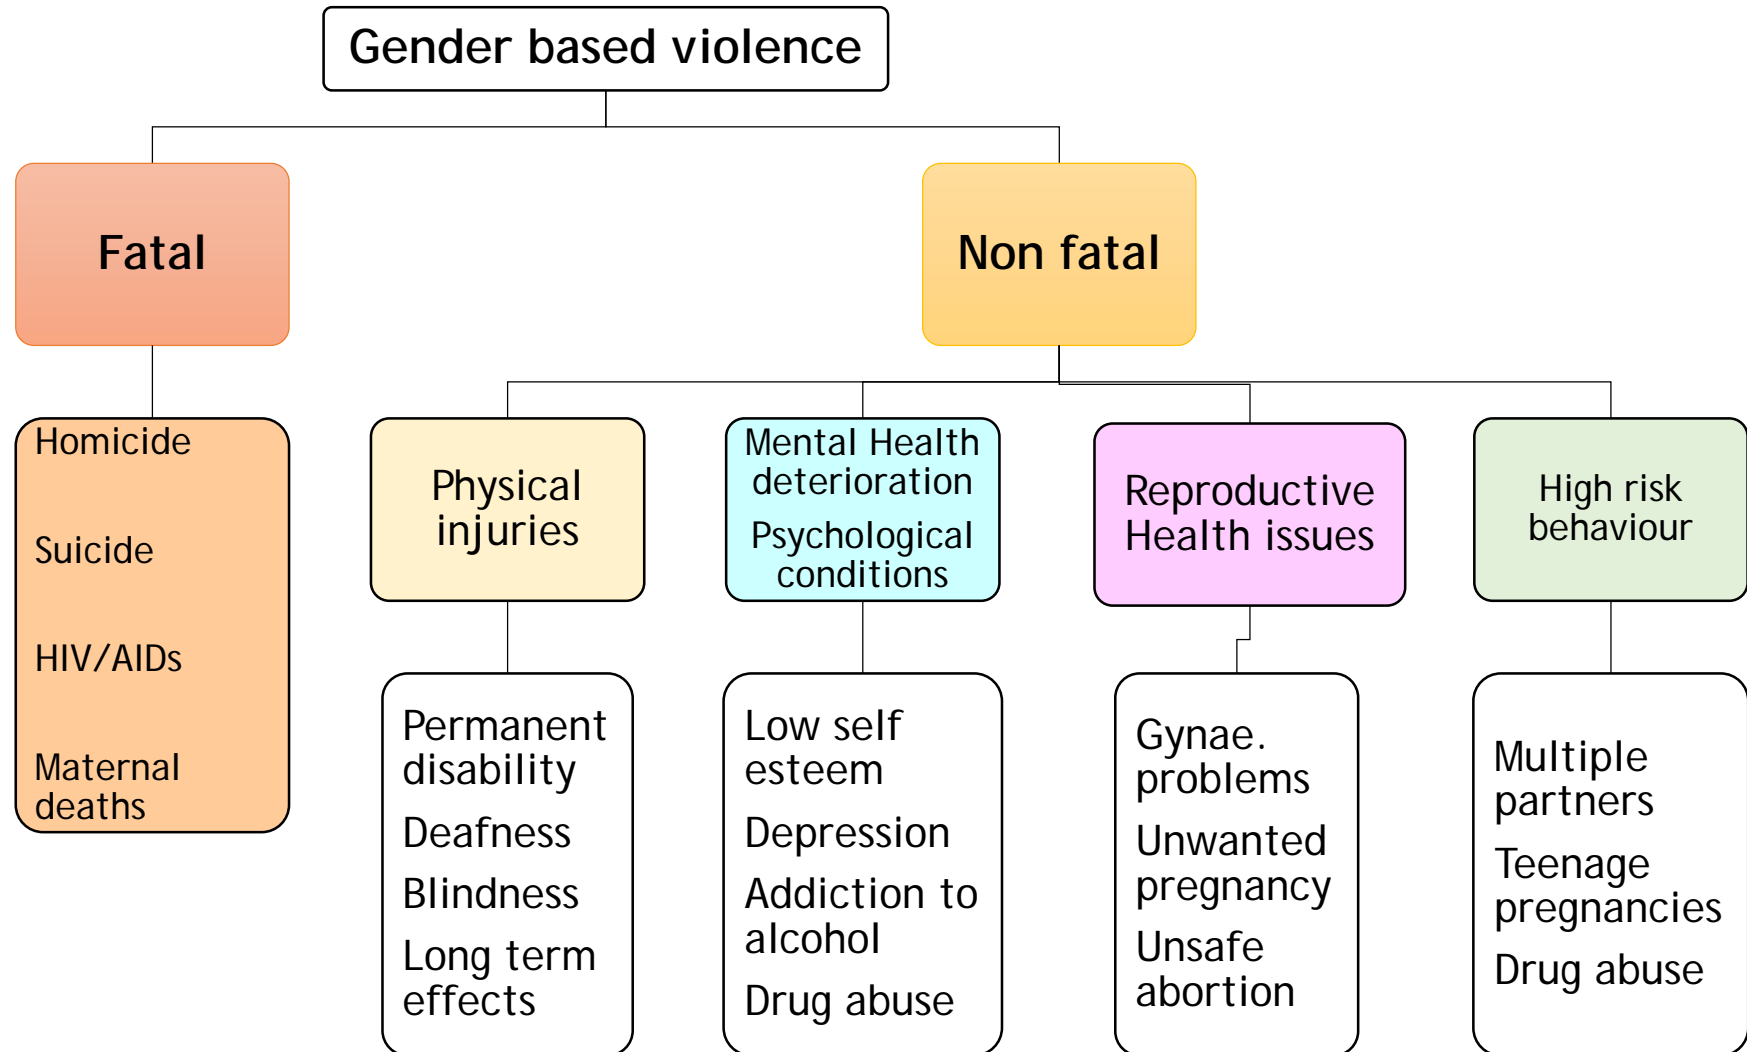 Gender based violence
Fatal
Non fatal
Homicide
Suicide
HIV/AIDs
Maternal
deaths
Physical
injuries
Mental Health
deterioration
Psychological
conditions
Reproductive
Health issues
High risk
behaviour
Permanent
disability
Deafness
Blindness
Long term
effects
Low self
esteem
Depression
Addiction to
alcohol
Drug abuse
Gynae.
problems
Unwanted
pregnancy
Unsafe
abortion
Multiple
partners
Teenage
pregnancies
Drug abuse